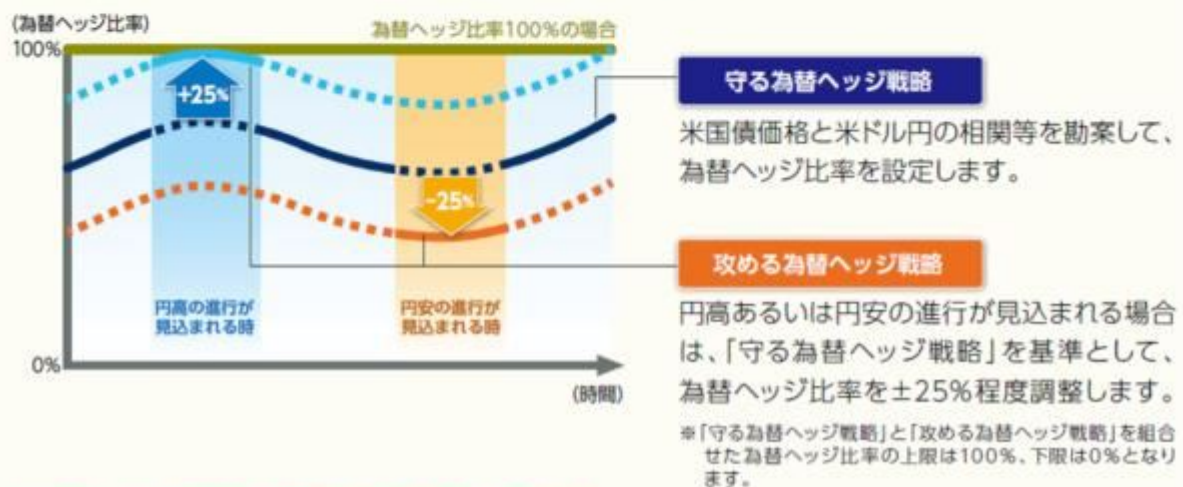 (為替ヘッジ比率)
為替ヘッジ比率100%の場合
100%
+25%
-25%
円高の進行が
見込まれる時
円安の進行が
見込まれる時
0%
(時間)
守る為替ヘッジ戦略
米国債価格と米ドル円の相関等を勘案して、
為替ヘッジ比率を設定します。
攻める為替ヘッジ戦略
円高あるいは円安の進行が見込まれる場合
は、「守る為替ヘッジ戦略」を基準として、
為替ヘッジ比率を±25%程度調整します。
※「守る為替ヘッジ戦略」と「攻める為替ヘッジ戦略」を組合
せた為替ヘッジ比率の上限は100%、下限は0%となり
ます。